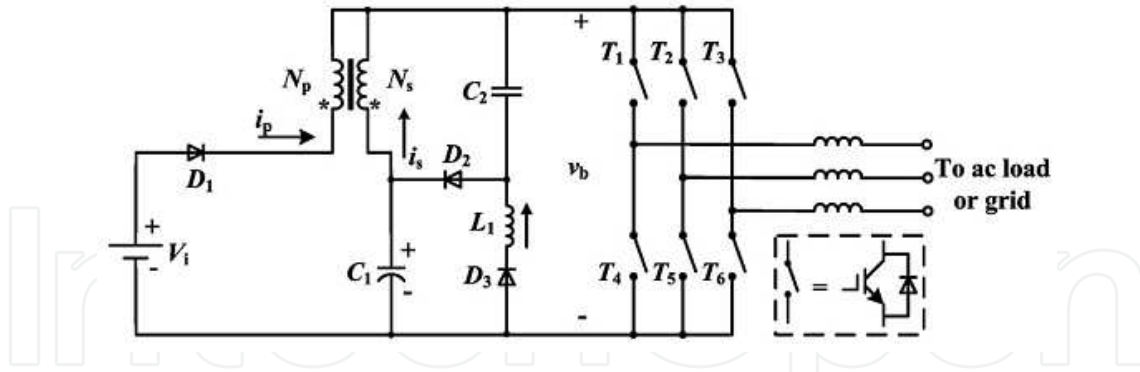 +
T1 T2 T3
Np Ns
* *
C2
ip
is D2
D1
vb
To ac load
or grid
L1
+
Vi
-
+
C1
-
D3
T4 T5 T6
=
-
IntechOpen